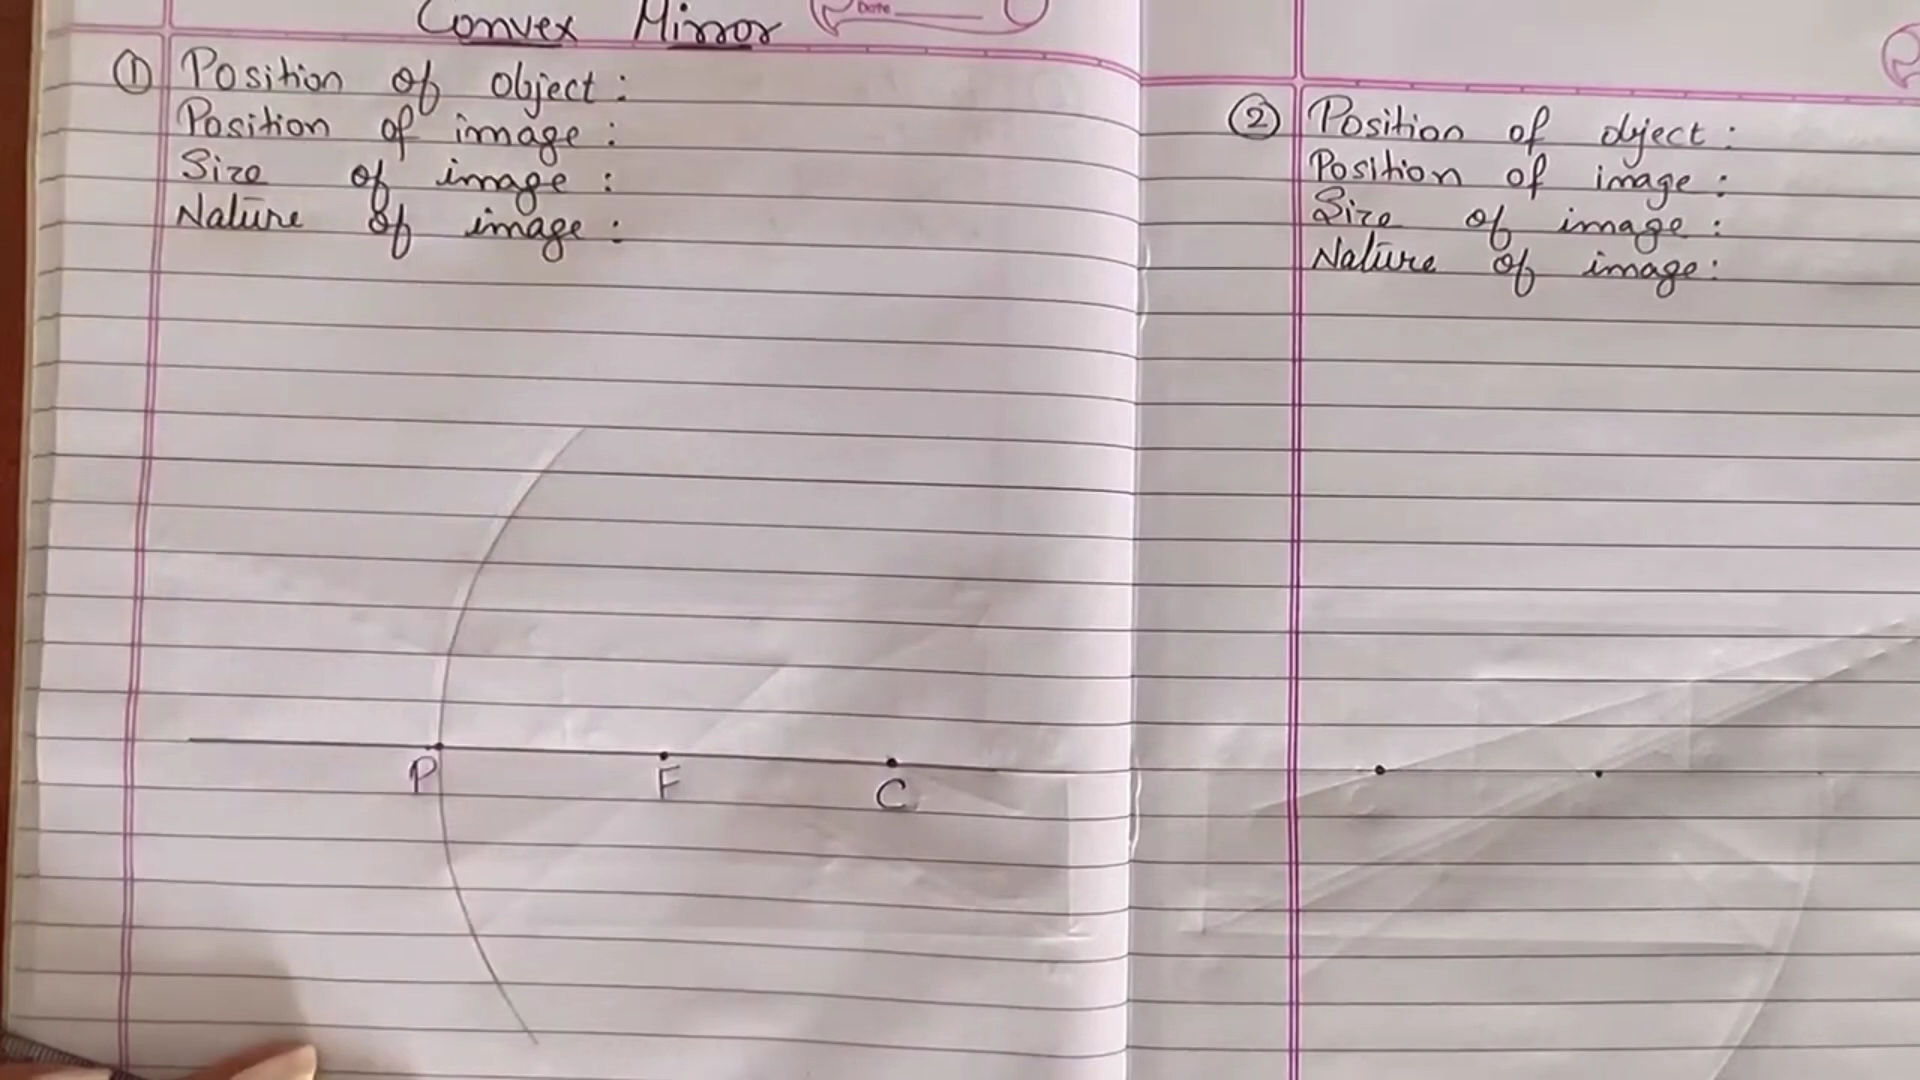 Convex Mirror
Date
① Position of object :
Position of image :
Size of image :
Nature of image :
P F C
② Position of object :
Position of image :
Size of image :
Nature of image :